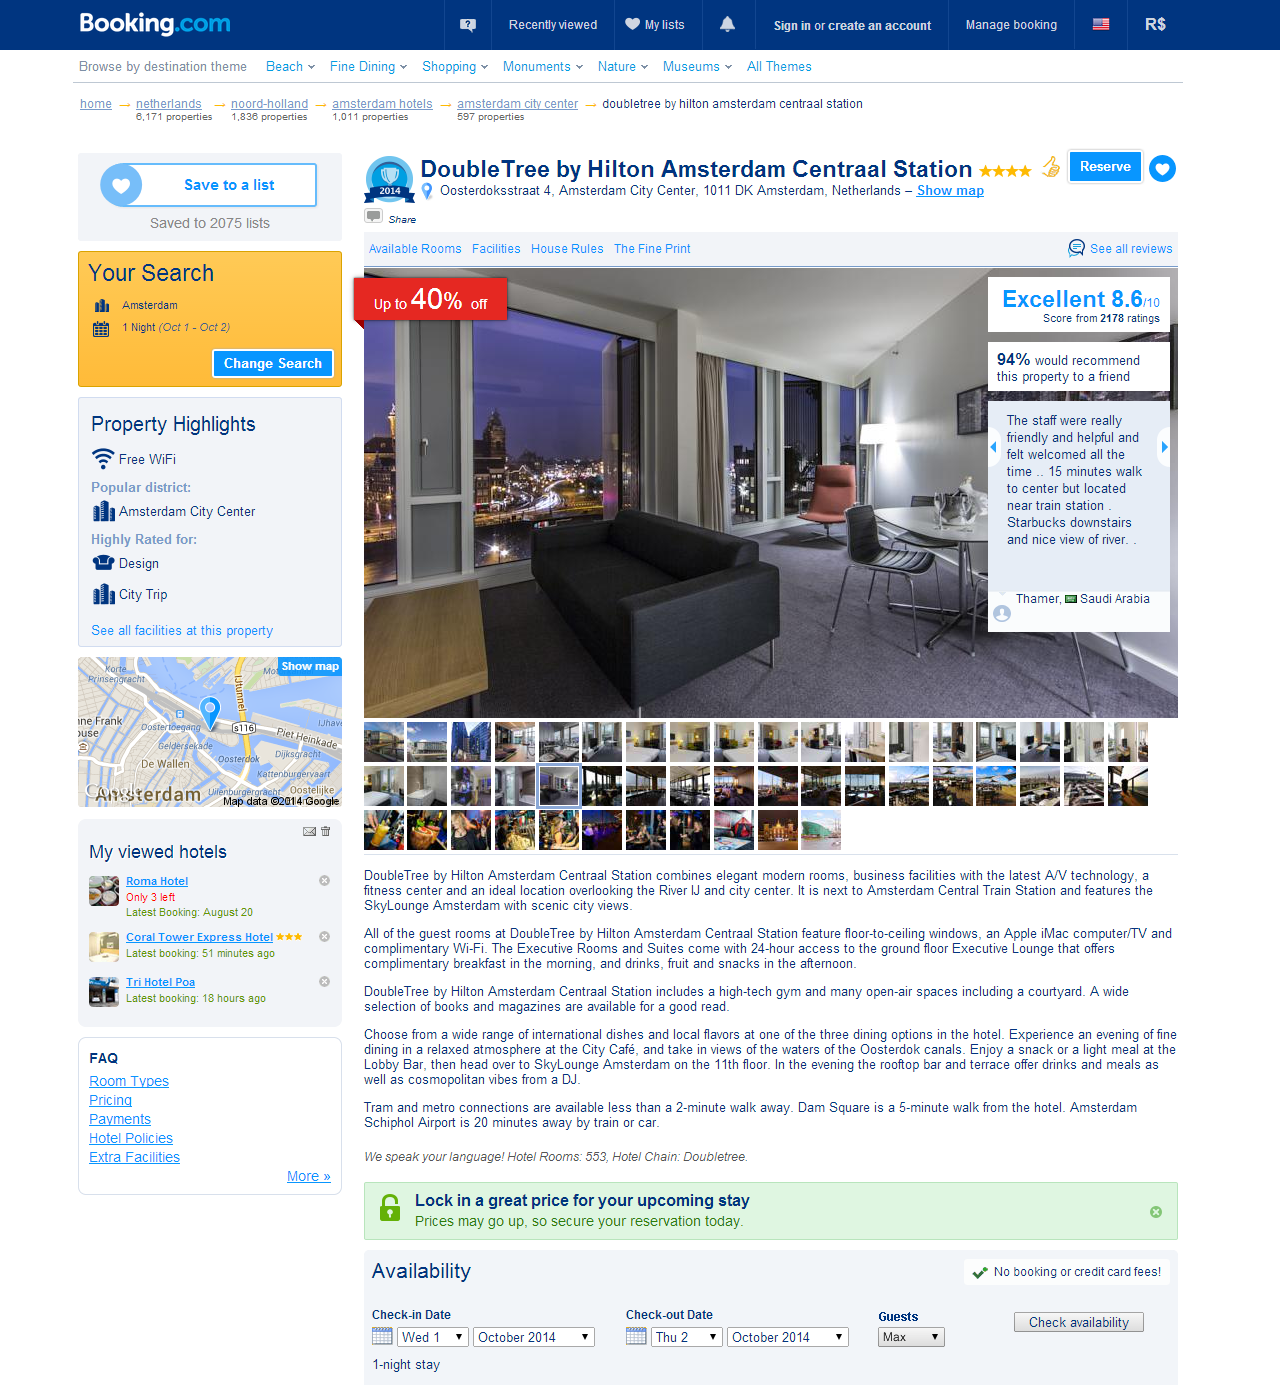 Booking.com
Recently viewed
My lists
Sign in or create an account
Manage booking
R$
Browse by destination theme
Beach
Fine Dining
Shopping
Monuments
Nature
Museums
All Themes
home → netherlands → noord-holland → amsterdam hotels → amsterdam city center → doubletree by hilton amsterdam centraal station
6,171 properties
1,836 properties
1,011 properties
597 properties
Save to a list
Saved to 2075 lists
Your Search
Amsterdam
1 Night (Oct 1 - Oct 2)
Change Search
Property Highlights
Free WiFi
Popular district:
Amsterdam City Center
Highly Rated for:
Design
City Trip
See all facilities at this property
Show map
Korte
Prinsengracht
IJtunnel
IJhave
nne Frank
ouse
Oostertoegang
s116
Piet Heinkade
Geldersekade
Dijksgracht
De Wallen
Oosterdok
Kattenburgervaart
Oostelijke
Amsterdam
Map data ©2014 Google
My viewed hotels
Roma Hotel
Only 3 left
Latest Booking: August 20
Coral Tower Express Hotel
Latest booking: 51 minutes ago
Tri Hotel Poa
Latest booking: 18 hours ago
FAQ
Room Types
Pricing
Payments
Hotel Policies
Extra Facilities
More »
2014
DoubleTree by Hilton Amsterdam Centraal Station
Reserve
Oosterdoksstraat 4, Amsterdam City Center, 1011 DK Amsterdam, Netherlands – Show map
Share
Available Rooms
Facilities
House Rules
The Fine Print
See all reviews
Up to 40% off
Excellent 8.6/10
Score from 2178 ratings
94% would recommend
this property to a friend
The staff were really
friendly and helpful and
felt welcomed all the
time .. 15 minutes walk
to center but located
near train station .
Starbucks downstairs
and nice view of river. .
Thamer, Saudi Arabia
DoubleTree by Hilton Amsterdam Centraal Station combines elegant modern rooms, business facilities with the latest A/V technology, a
fitness center and an ideal location overlooking the River IJ and city center. It is next to Amsterdam Central Train Station and features the
SkyLounge Amsterdam with scenic city views.
All of the guest rooms at DoubleTree by Hilton Amsterdam Centraal Station feature floor-to-ceiling windows, an Apple iMac computer/TV and
complimentary Wi-Fi. The Executive Rooms and Suites come with 24-hour access to the ground floor Executive Lounge that offers
complimentary breakfast in the morning, and drinks, fruit and snacks in the afternoon.
DoubleTree by Hilton Amsterdam Centraal Station includes a high-tech gym and many open-air spaces including a courtyard. A wide
selection of books and magazines are available for a good read.
Choose from a wide range of international dishes and local flavors at one of the three dining options in the hotel. Experience an evening of fine
dining in a relaxed atmosphere at the City Café, and take in views of the waters of the Oosterdok canals. Enjoy a snack or a light meal at the
Lobby Bar, then head over to SkyLounge Amsterdam on the 11th floor. In the evening the rooftop bar and terrace offer drinks and meals as
well as cosmopolitan vibes from a DJ.
Tram and metro connections are available less than a 2-minute walk away. Dam Square is a 5-minute walk from the hotel. Amsterdam
Schiphol Airport is 20 minutes away by train or car.
We speak your language! Hotel Rooms: 553, Hotel Chain: Doubletree.
Lock in a great price for your upcoming stay
Prices may go up, so secure your reservation today.
Availability
No booking or credit card fees!
Check-in Date
Check-out Date
Guests
Wed 1
October 2014
Thu 2
October 2014
Max
Check availability
1-night stay